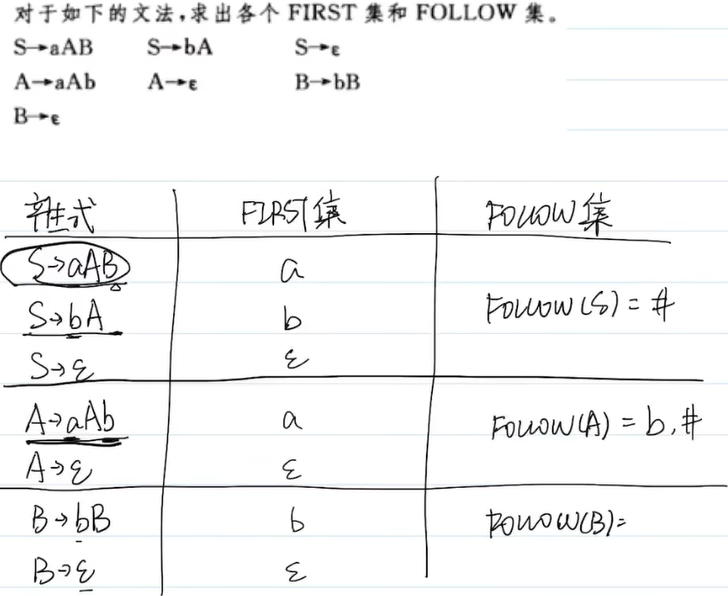 对于如下的文法,求出各个 FIRST 集和 FOLLOW 集。
S→aAB S→bA S→ε
A→aAb A→ε B→bB
B→ε
产生式 FIRST集 FOLLOW集
S→aAB a
FOLLOW(S) = #
S→bA b
S→ε ε
A→aAb a FOLLOW(A) = b,#
A→ε ε
B→bB b FOLLOW(B)=
B→ε ε